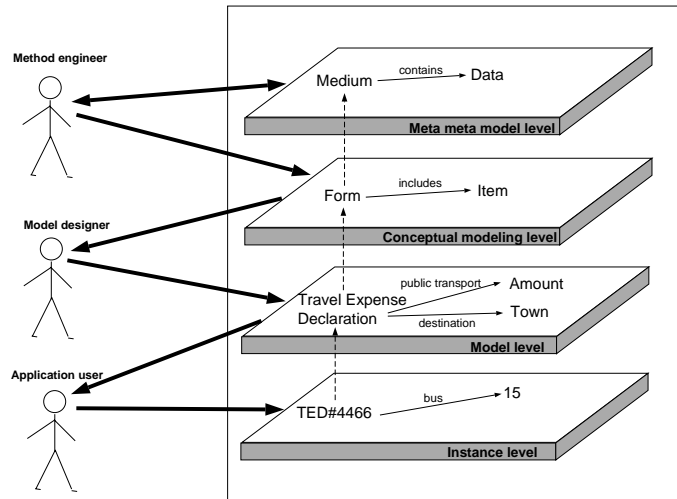 Method engineer
contains
Medium
Data
Meta meta model level
includes
Form
Item
Model designer
Conceptual modeling level
public transport
Amount
Travel Expense
Declaration
Town
destination
Model level
Application user
bus
15
TED#4466
Instance level